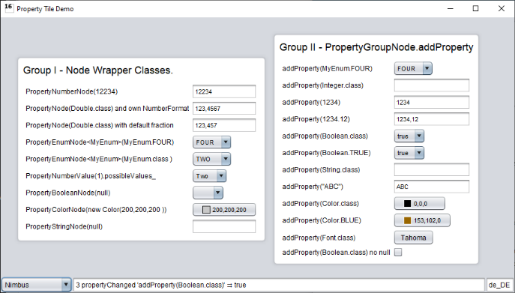 16 Property Tile Demo
Group I - Node Wrapper Classes.
PropertyNumberNode(12234) 12234
PropertyNode(Double.class) and own NumberFormat 123,4567
PropertyNode(Double.class) with default fraction 123,457
PropertyEnumNode<MyEnum>(MyEnum.FOUR) FOUR
PropertyEnumNode<MyEnum>(MyEnum.class ) TWO
PropertyNumberValue(1).possibleValues_ Two
PropertyBooleanNode(null)
PropertyColorNode(new Color(200,200,200 )) 200,200,200
PropertyStringNode(null)
Group II - PropertyGroupNode.addProperty
addProperty(MyEnum.FOUR) FOUR
addProperty(Integer.class)
addProperty(1234) 1234
addProperty(1234.12) 1234,12
addProperty(Boolean.class) true
addProperty(Boolean.TRUE) true
addProperty(String.class)
addProperty("ABC") ABC
addProperty(Color.class) 0,0,0
addProperty(Color.BLUE) 153,102,0
addProperty(Font.class) Tahoma
addProperty(Boolean.class) no null
Nimbus 3 propertyChanged 'addProperty(Boolean.class)' = true de_DE